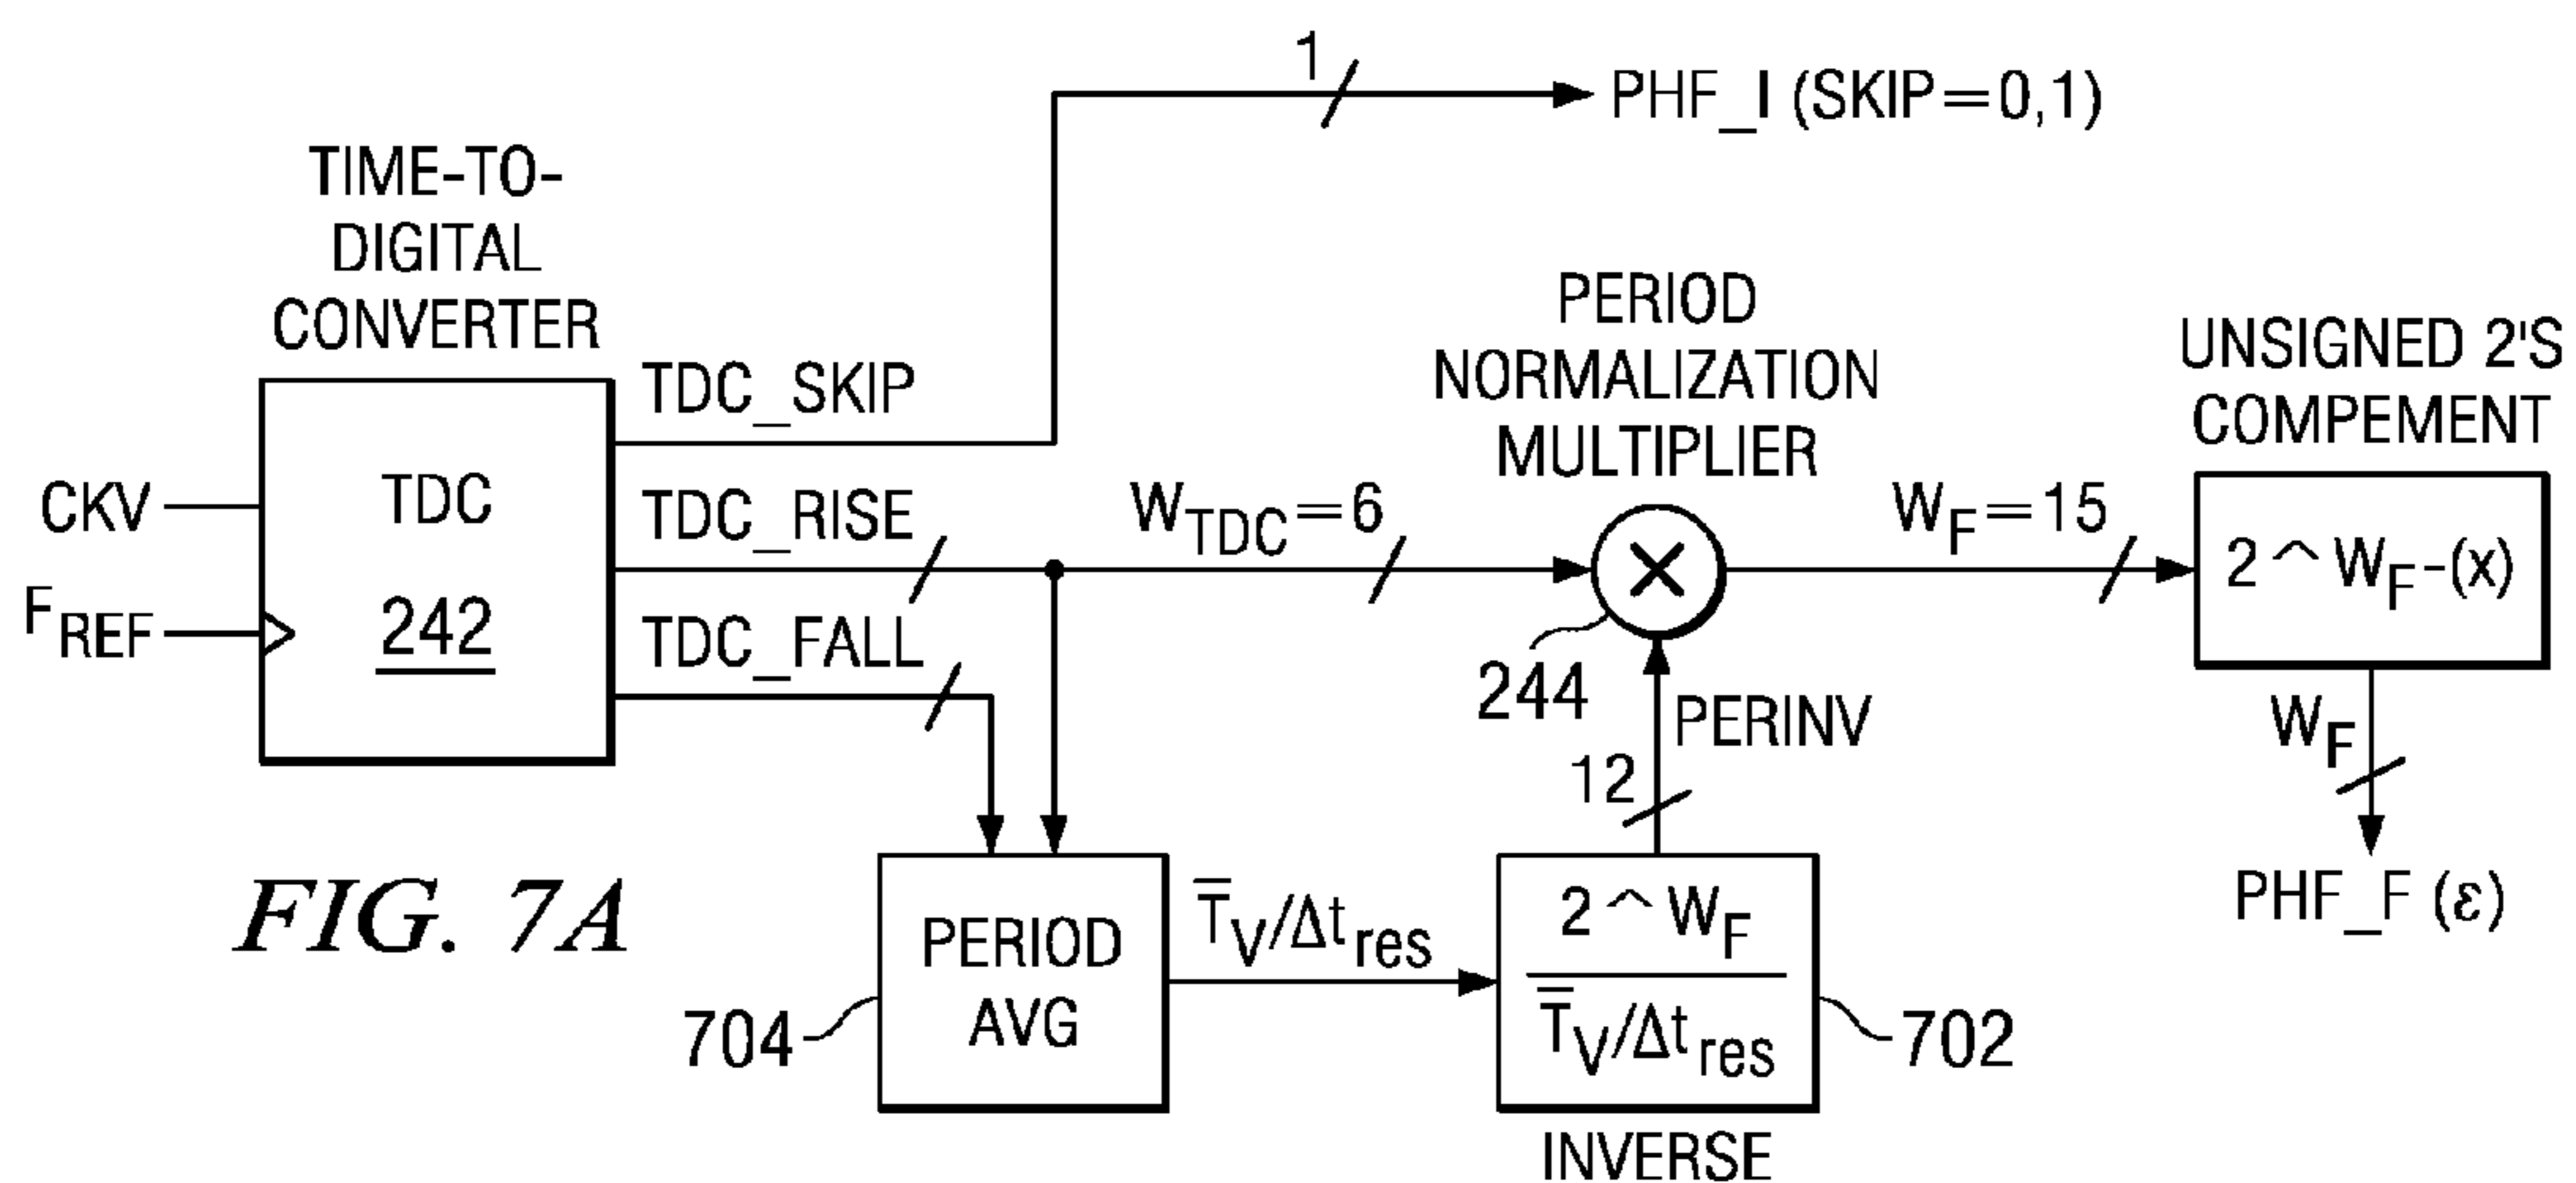 1
PHF_I (SKIP=0,1)
TIME-TO-
DIGITAL
CONVERTER
TDC_SKIP
TDC_RISE
TDC_FALL
CKV
F_REF
TDC
242
W_TDC=6
PERIOD
NORMALIZATION
MULTIPLIER
×
244
W_F=15
UNSIGNED 2'S
COMPEMENT
2^W_F-(x)
W_F
PHF_F (ε)
PERINV
12
FIG. 7A
704
PERIOD
AVG
T̅_V/Δt_res
2^W_F
T̅_V/Δt_res
702
INVERSE